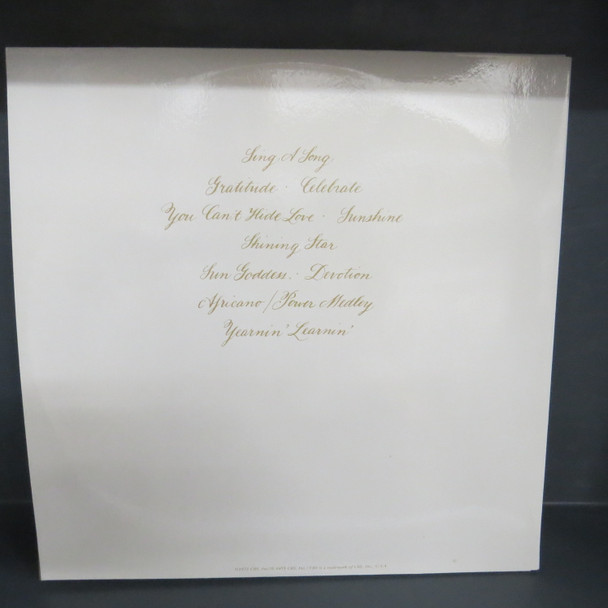 Sing A Song
Gratitude · Celebrate
You Can't Hide Love · Sunshine
Shining Star
Sun Goddess · Devotion
Africano / Power Medley
Yearnin' Learnin'